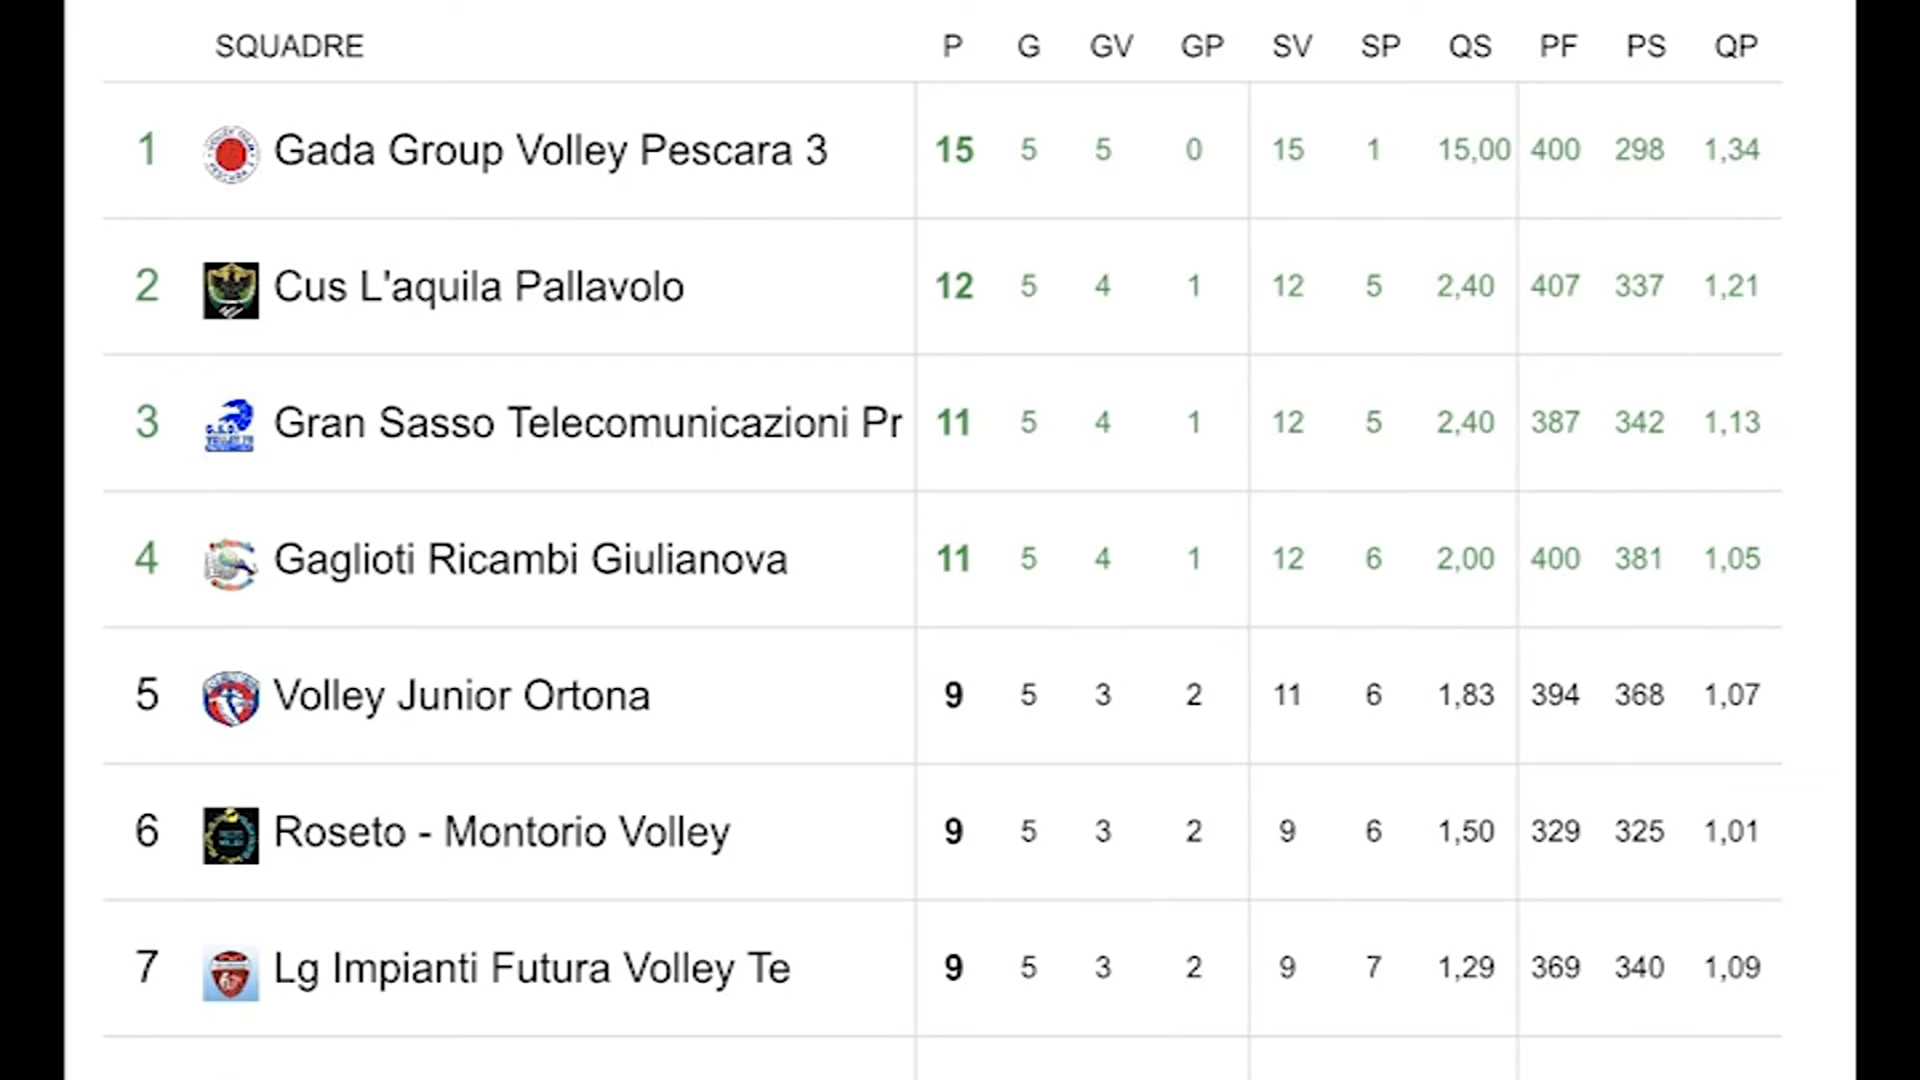 SQUADRE P G GV GP SV SP QS PF PS QP
1 Gada Group Volley Pescara 3 15 5 5 0 15 1 15,00 400 298 1,34
2 Cus L'aquila Pallavolo 12 5 4 1 12 5 2,40 407 337 1,21
3 Gran Sasso Telecomunicazioni Pr 11 5 4 1 12 5 2,40 387 342 1,13
4 Gaglioti Ricambi Giulianova 11 5 4 1 12 6 2,00 400 381 1,05
5 Volley Junior Ortona 9 5 3 2 11 6 1,83 394 368 1,07
6 Roseto - Montorio Volley 9 5 3 2 9 6 1,50 329 325 1,01
7 Lg Impianti Futura Volley Te 9 5 3 2 9 7 1,29 369 340 1,09